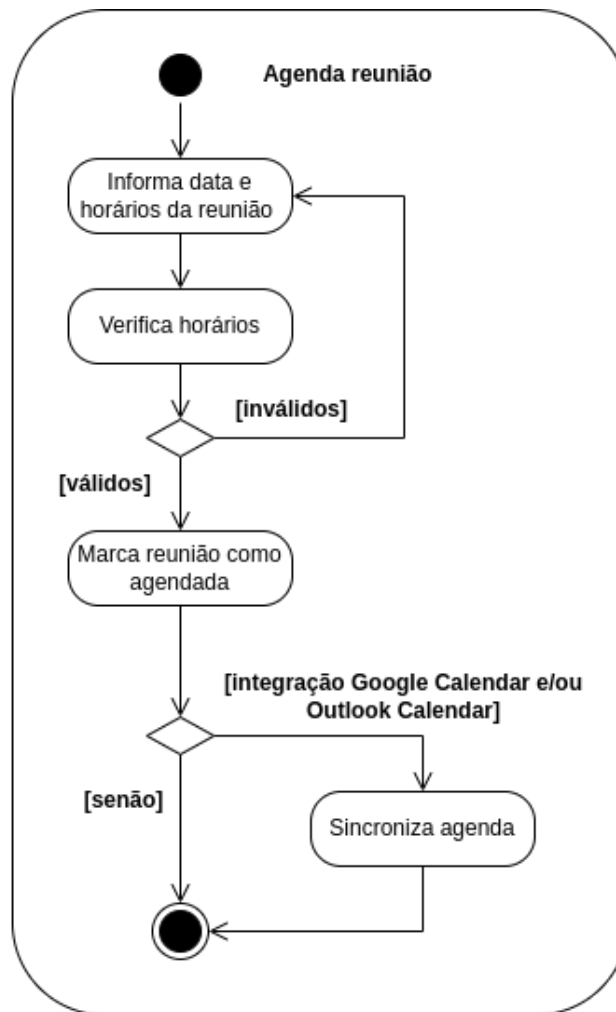 Agenda reunião
Informa data e
horários da reunião
Verifica horários
[inválidos]
[válidos]
Marca reunião como
agendada
[integração Google Calendar e/ou
Outlook Calendar]
[senão]
Sincroniza agenda